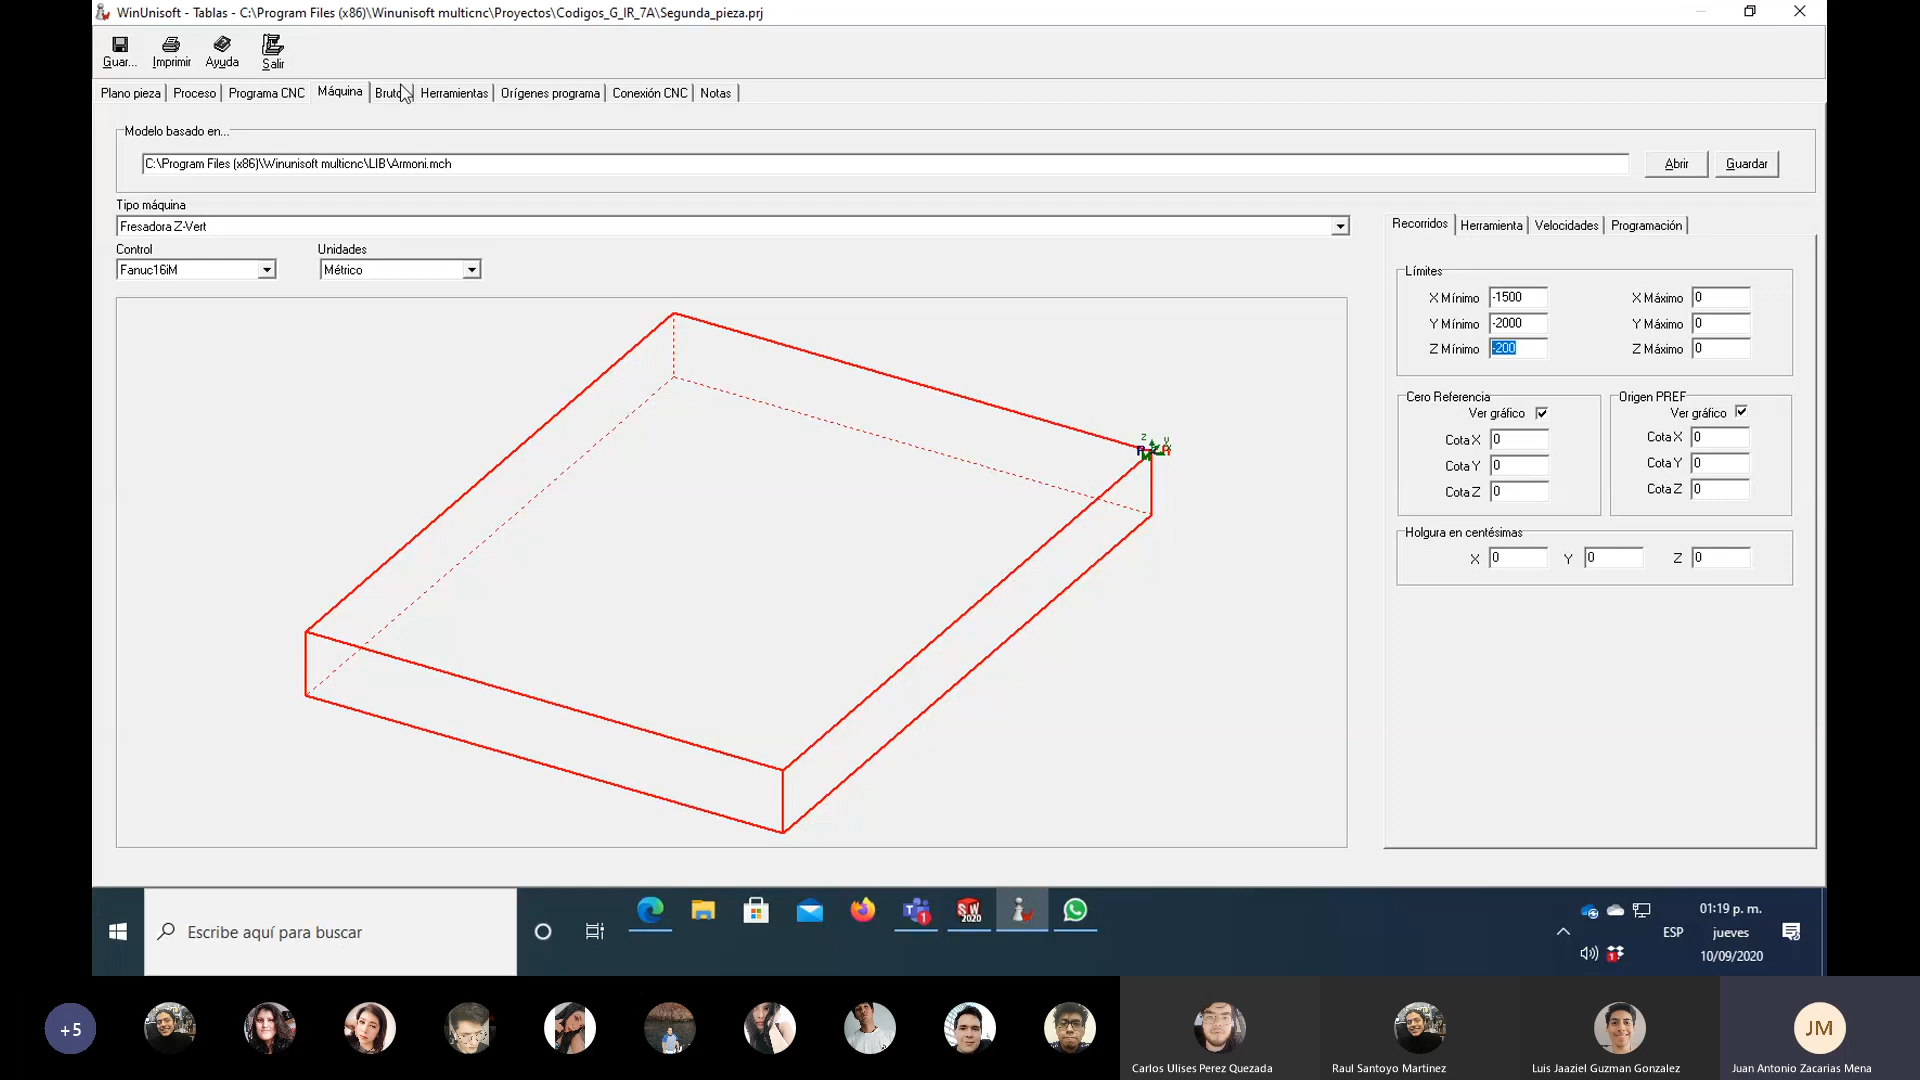 WinUnisoft - Tablas - C:\Program Files (x86)\Winunisoft multicnc\Proyectos\Codigos_G_IR_7A\Segunda_pieza.prj
Guar... Imprimir Ayuda Salir
Plano pieza Proceso Programa CNC Máquina Bruto Herramientas Orígenes programa Conexión CNC Notas
Modelo basado en...
C:\Program Files (x86)\Winunisoft multicnc\LIB\Armoni.mch Abrir Guardar
Tipo máquina
Fresadora Z-Vert
Control Unidades
Fanuc16iM Métrico
Recorridos Herramienta Velocidades Programación
Límites
X Mínimo -1500 X Máximo 0
Y Mínimo -2000 Y Máximo 0
Z Mínimo -200 Z Máximo 0
Cero Referencia Origen PREF
Ver gráfico Ver gráfico
Cota X 0 Cota X 0
Cota Y 0 Cota Y 0
Cota Z 0 Cota Z 0
Holgura en centésimas
X 0 Y 0 Z 0
Escribe aquí para buscar
1
SW
2020
1
ESP
01:19 p. m.
jueves
10/09/2020
+5
JM
Carlos Ulises Perez Quezada Raul Santoyo Martinez Luis Jaaziel Guzman Gonzalez Juan Antonio Zacarias Mena